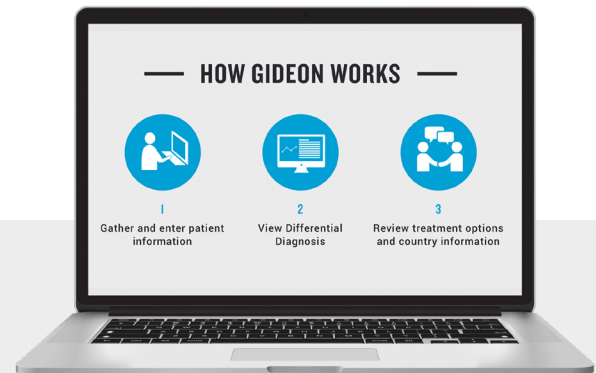 HOW GIDEON WORKS
1
Gather and enter patient
information
2
View Differential
Diagnosis
3
Review treatment options
and country information